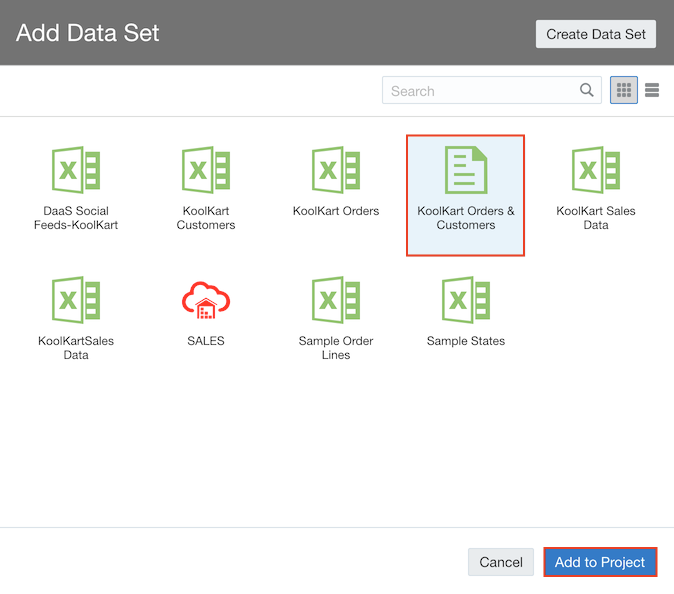 Add Data Set
Create Data Set
Search
DaaS Social
Feeds-KoolKart
KoolKart
Customers
KoolKart Orders
KoolKart Orders &
Customers
KoolKart Sales
Data
KoolKartSales
Data
SALES
Sample Order
Lines
Sample States
Cancel
Add to Project